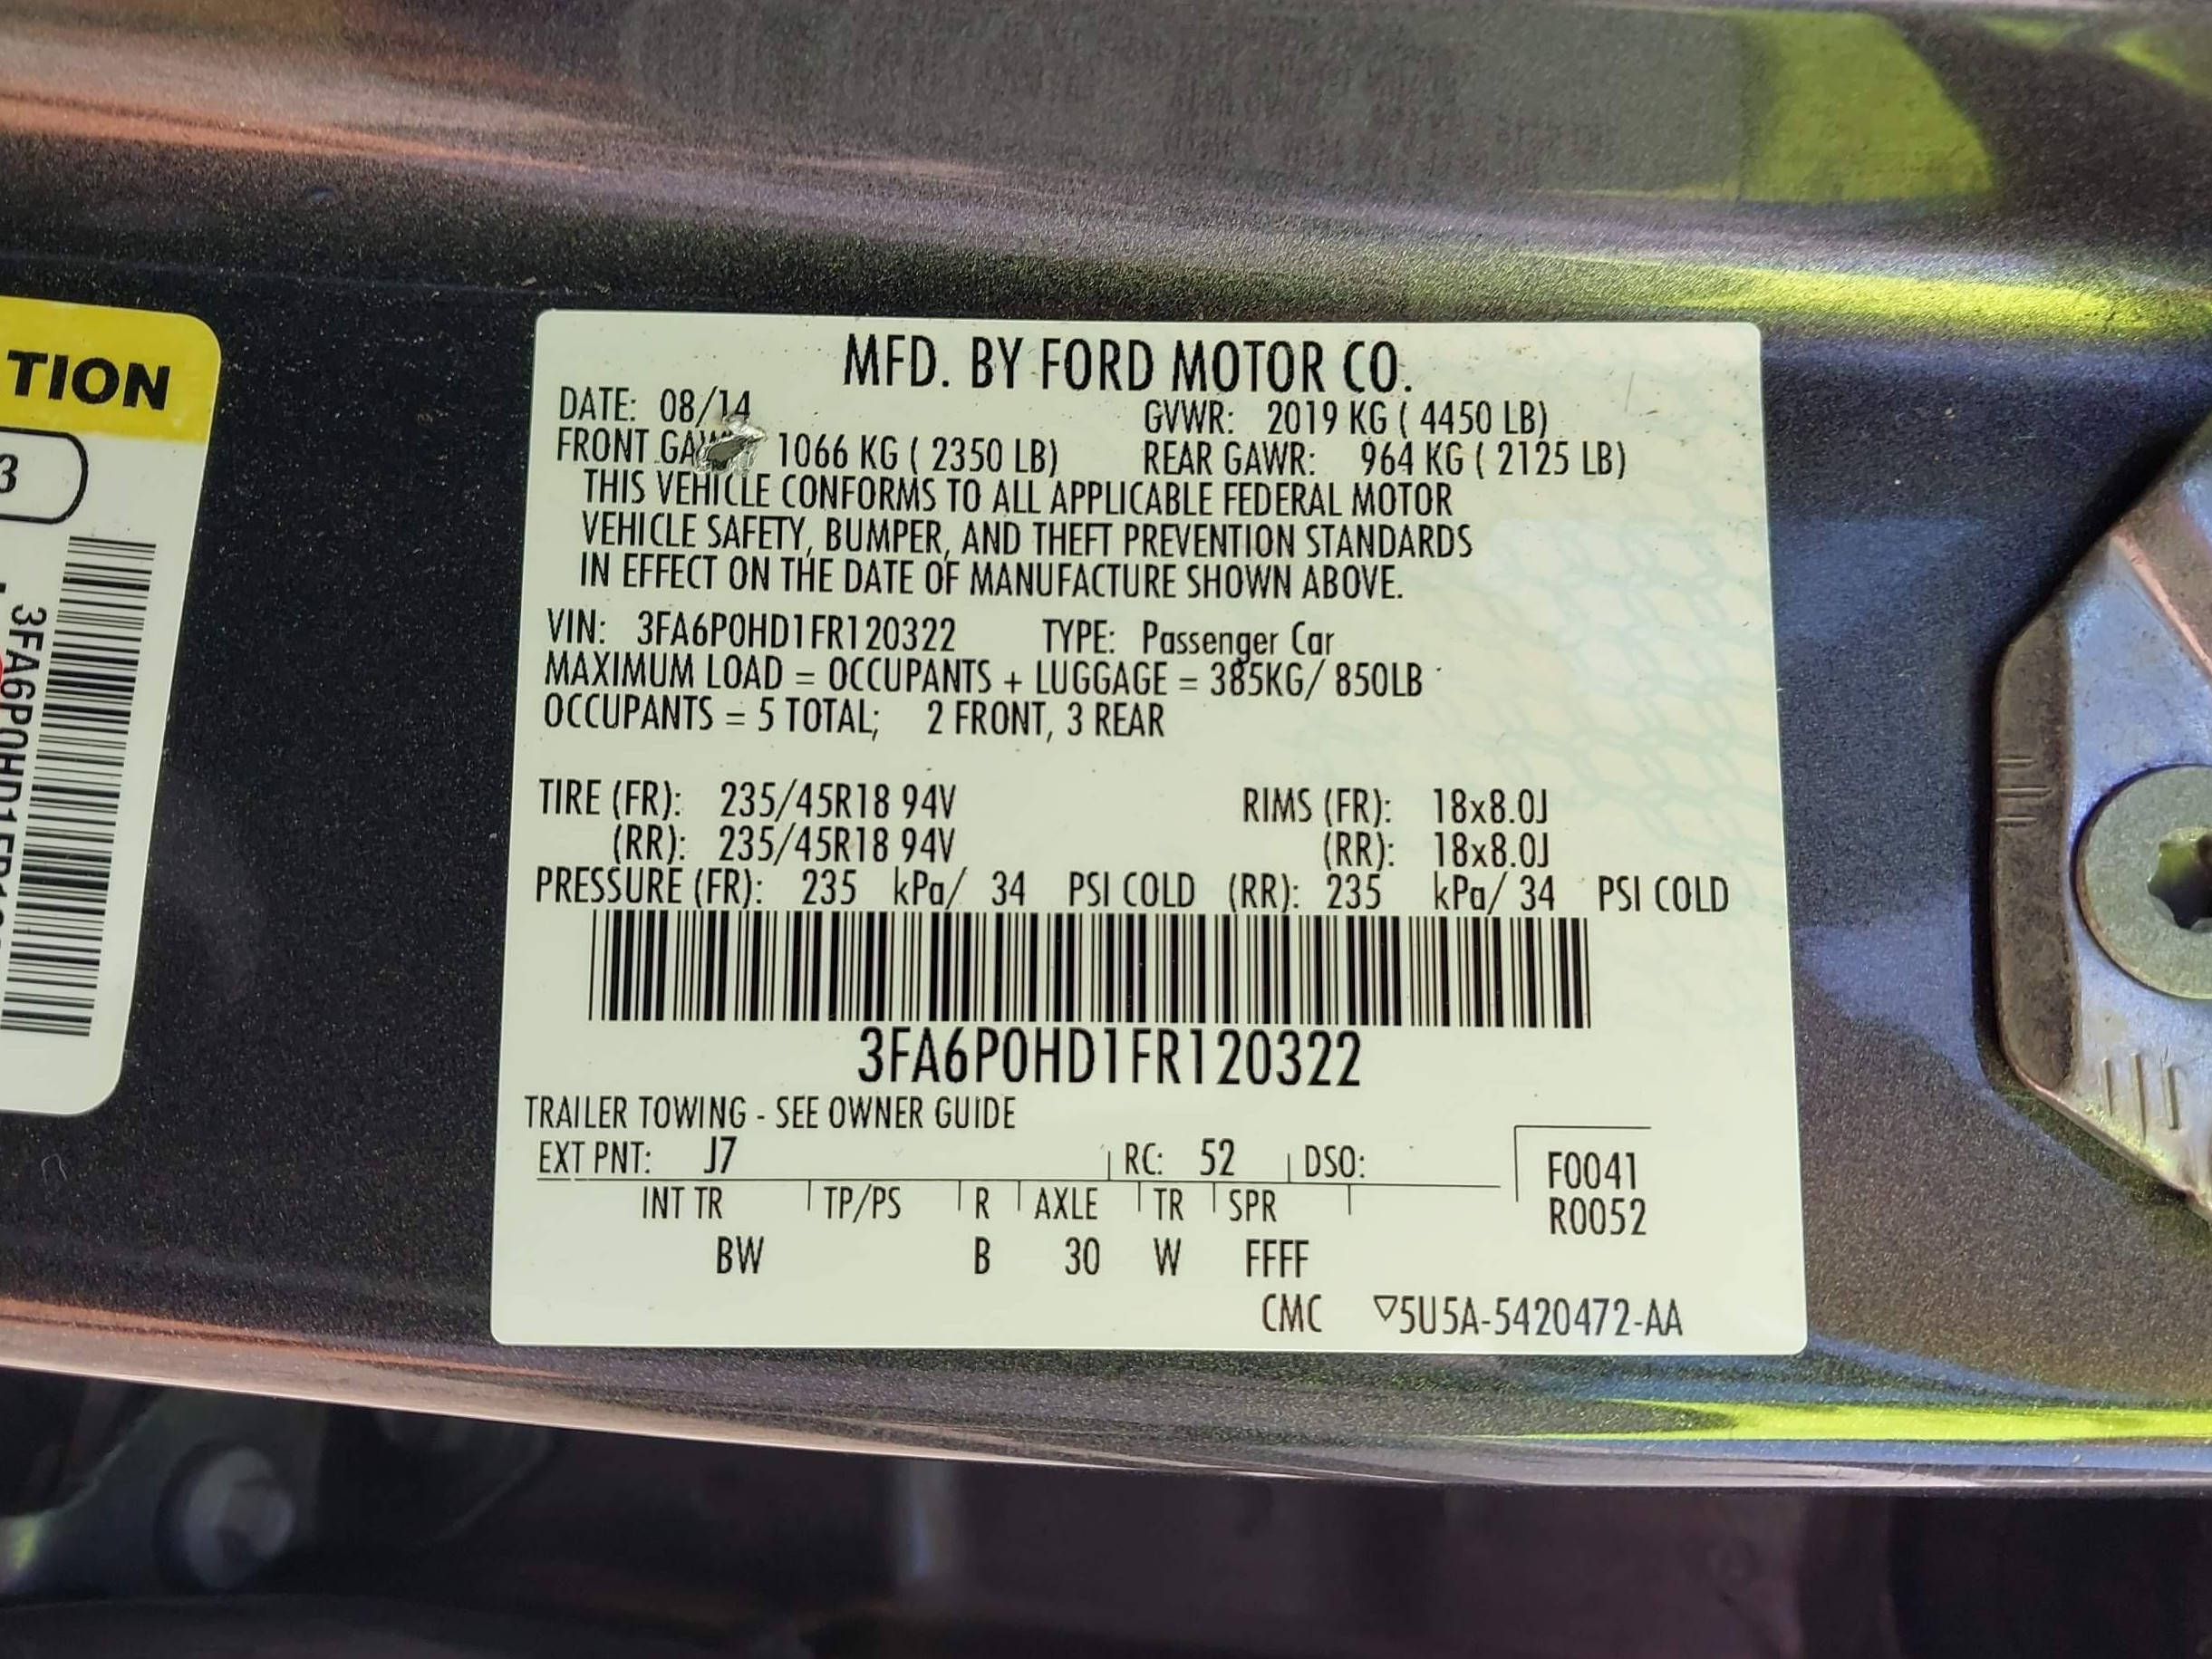 TION
3
3FA6P0HD1FR1
MFD. BY FORD MOTOR CO.
DATE: 08/14 GVWR: 2019 KG ( 4450 LB)
FRONT 1066 KG ( 2350 LB) REAR GAWR: 964 KG ( 2125 LB)
THIS VEHICLE CONFORMS TO ALL APPLICABLE FEDERAL MOTOR
VEHICLE SAFETY, BUMPER, AND THEFT PREVENTION STANDARDS
IN EFFECT ON THE DATE OF MANUFACTURE SHOWN ABOVE.
VIN: 3FA6P0HD1FR120322 TYPE: Passenger Car
MAXIMUM LOAD = OCCUPANTS + LUGGAGE = 385KG/ 850LB
OCCUPANTS = 5 TOTAL; 2 FRONT, 3 REAR
TIRE (FR): 235/45R18 94V RIMS (FR): 18x8.0J
(RR): 235/45R18 94V (RR): 18x8.0J
PRESSURE (FR): 235 kPa/ 34 PSI COLD (RR): 235 kPa/ 34 PSI COLD
3FA6P0HD1FR120322
TRAILER TOWING - SEE OWNER GUIDE
EXT PNT: J7 RC: 52 DSO: F0041
INT TR TP/PS R AXLE TR SPR R0052
BW B 30 W FFFF
CMC ▽5U5A-5420472-AA